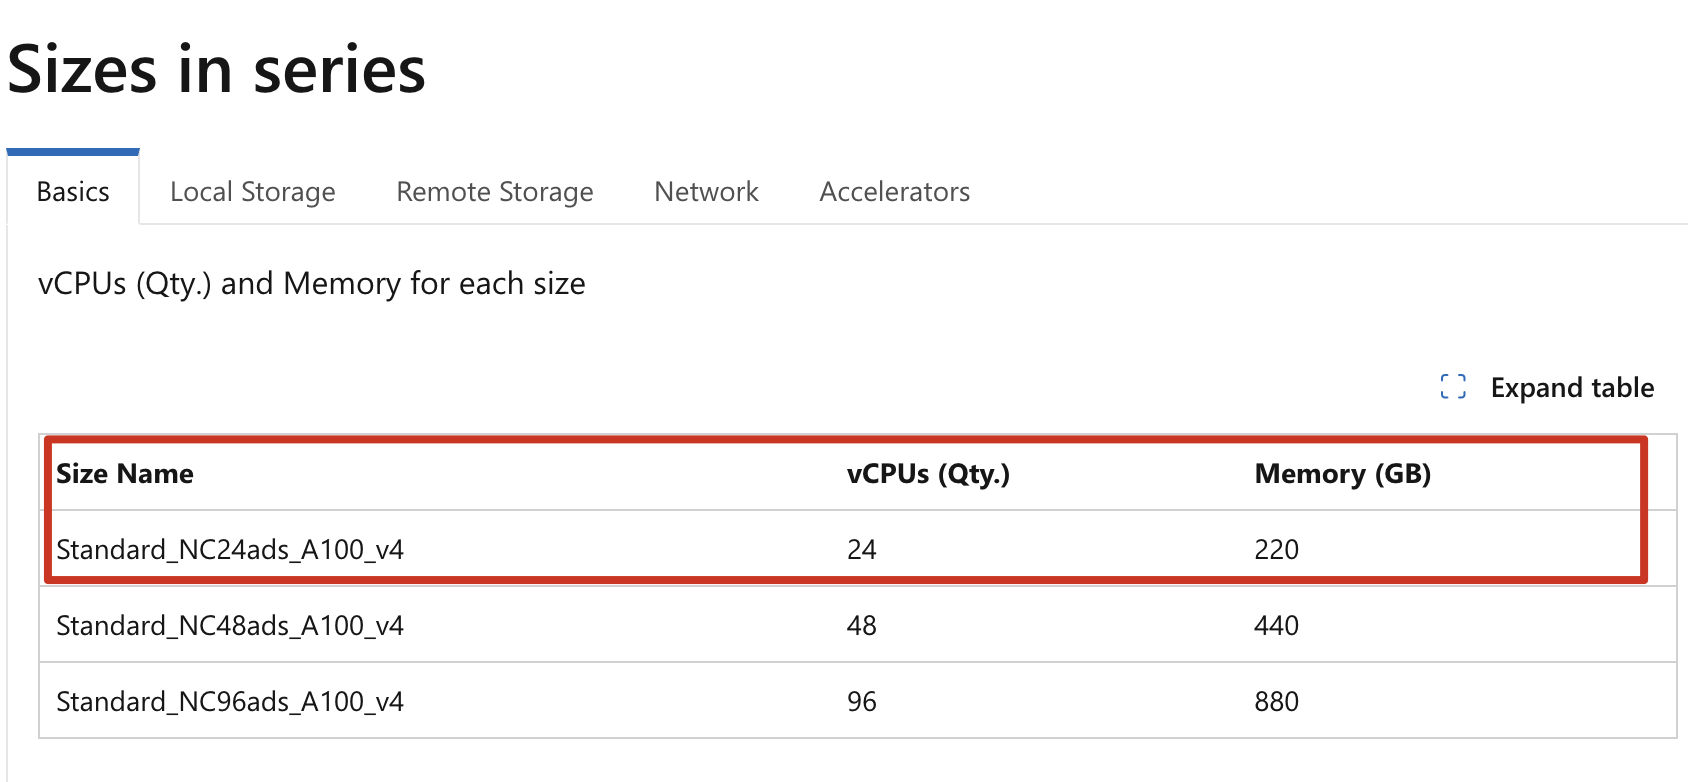 Sizes in series
Basics Local Storage Remote Storage Network Accelerators
vCPUs (Qty.) and Memory for each size
Expand table
Size Name vCPUs (Qty.) Memory (GB)
Standard_NC24ads_A100_v4 24 220
Standard_NC48ads_A100_v4 48 440
Standard_NC96ads_A100_v4 96 880